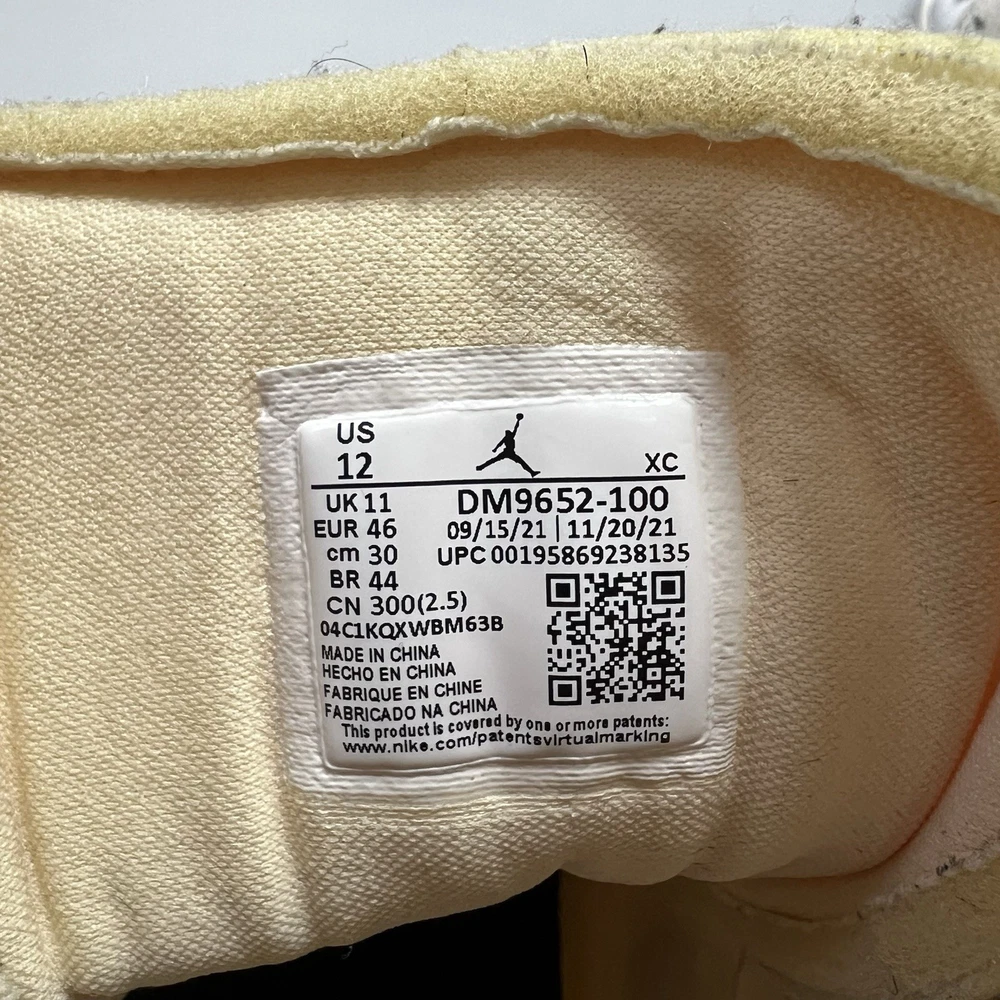 US
12 XC
UK 11 DM9652-100
EUR 46 09/15/21 | 11/20/21
cm 30 UPC 00195869238135
BR 44
CN 300(2.5)
04C1KQXWBM63B
MADE IN CHINA
HECHO EN CHINA
FABRIQUE EN CHINE
FABRICADO NA CHINA
This product is covered by one or more patents:
www.nike.com/patentsvirtualmarking